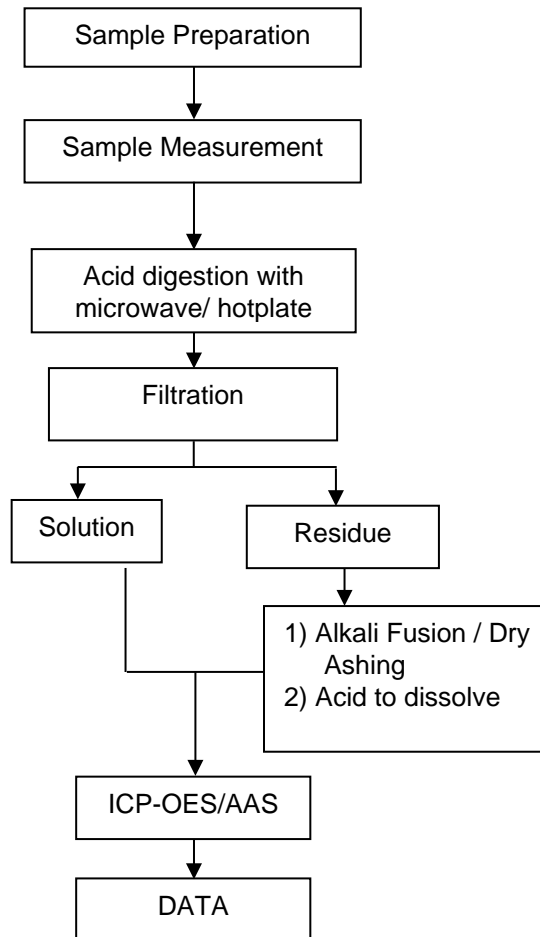 Sample Preparation
Sample Measurement
Acid digestion with
microwave/ hotplate
Filtration
Solution
Residue
1) Alkali Fusion / Dry
Ashing
2) Acid to dissolve
ICP-OES/AAS
DATA